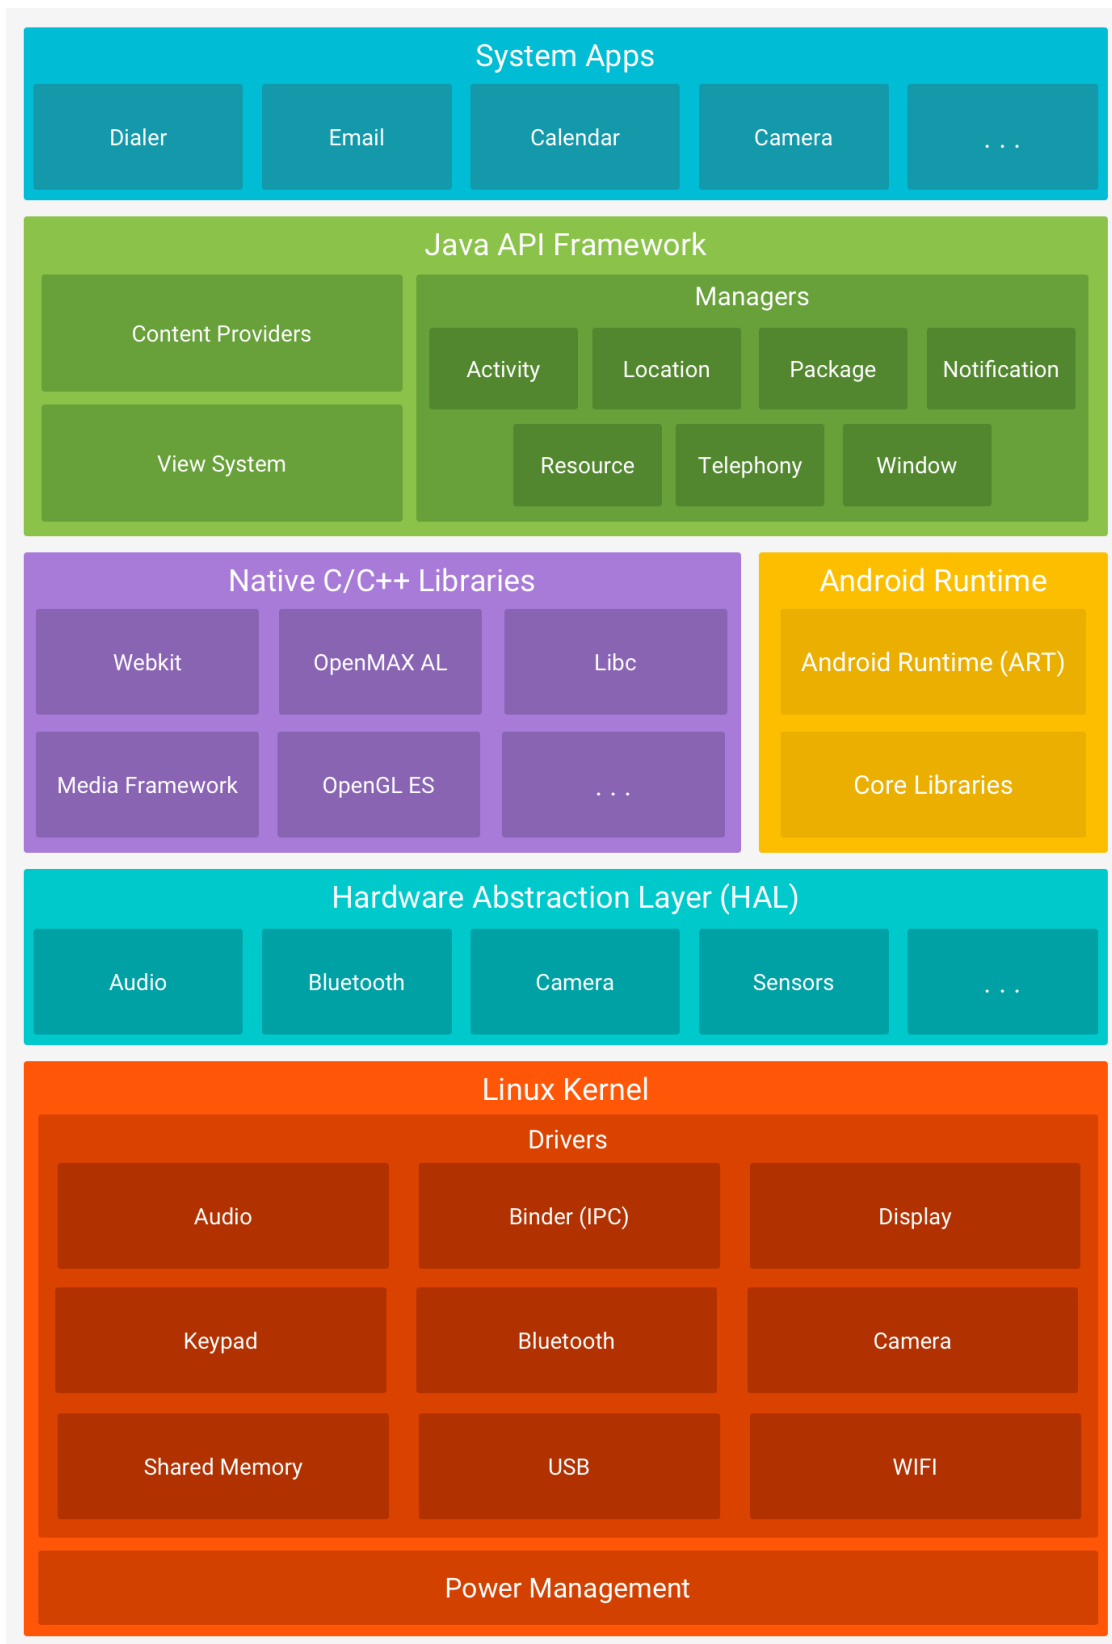 System Apps
Dialer
Email
Calendar
Camera
. . .
Java API Framework
Content Providers
View System
Managers
Activity
Location
Package
Notification
Resource
Telephony
Window
Native C/C++ Libraries
Webkit
OpenMAX AL
Libc
Media Framework
OpenGL ES
. . .
Android Runtime
Android Runtime (ART)
Core Libraries
Hardware Abstraction Layer (HAL)
Audio
Bluetooth
Camera
Sensors
. . .
Linux Kernel
Drivers
Audio
Binder (IPC)
Display
Keypad
Bluetooth
Camera
Shared Memory
USB
WIFI
Power Management